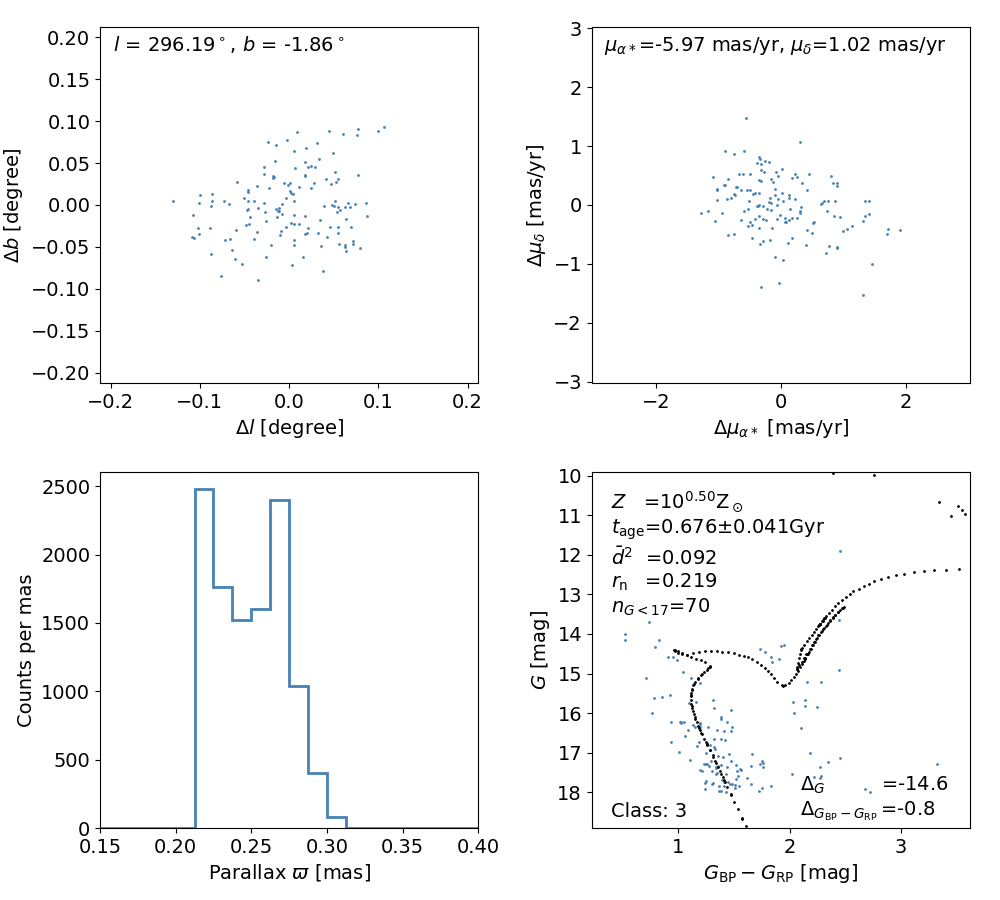 l = 296.19°, b = -1.86°
0.20
0.15
0.10
0.05
0.00
−0.05
−0.10
−0.15
−0.20
Δb [degree]
−0.2 −0.1 0.0 0.1 0.2
Δl [degree]
μα*=-5.97 mas/yr, μδ=1.02 mas/yr
3
2
1
0
−1
−2
−3
Δμδ [mas/yr]
−2 0 2
Δμα* [mas/yr]
2500
2000
1500
1000
500
0
Counts per mas
0.15 0.20 0.25 0.30 0.35 0.40
Parallax ϖ [mas]
10
11
12
13
14
15
16
17
18
G [mag]
Z =10^0.50 Z⊙
t_age=0.676±0.041Gyr
d̄² =0.092
r_n =0.219
n_G<17=70
Δ_G =-14.6
Class: 3
Δ_GBP−GRP=-0.8
1 2 3
G_BP − G_RP [mag]